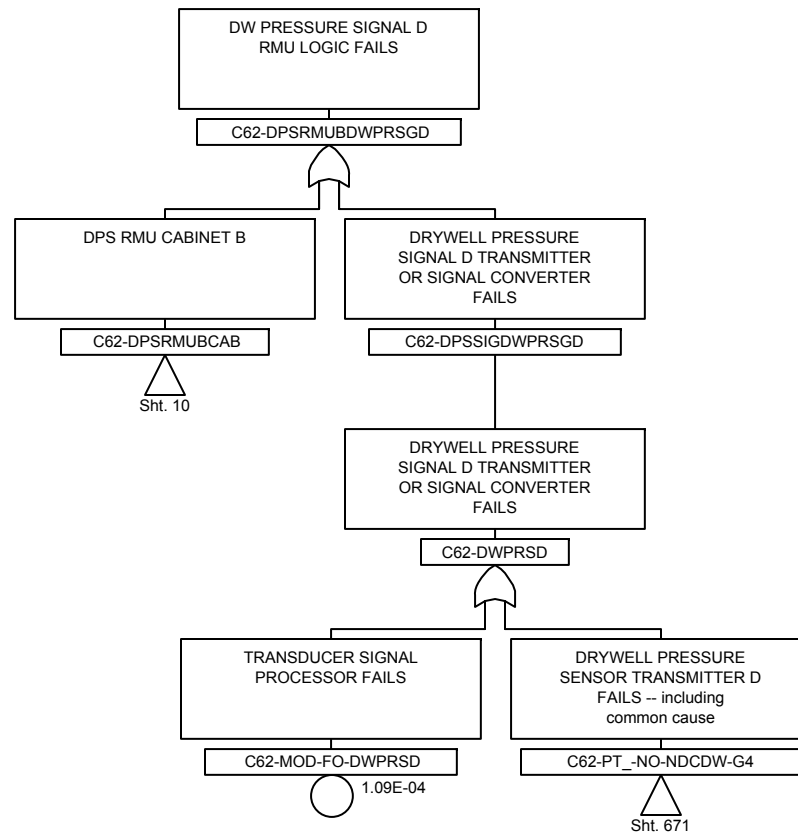 DW PRESSURE SIGNAL D
RMU LOGIC FAILS
C62-DPSRMUBDWPRSGD
DPS RMU CABINET B
C62-DPSRMUBCAB
Sht. 10
DRYWELL PRESSURE
SIGNAL D TRANSMITTER
OR SIGNAL CONVERTER
FAILS
C62-DPSSIGDWPRSGD
DRYWELL PRESSURE
SIGNAL D TRANSMITTER
OR SIGNAL CONVERTER
FAILS
C62-DWPRSD
TRANSDUCER SIGNAL
PROCESSOR FAILS
C62-MOD-FO-DWPRSD
1.09E-04
DRYWELL PRESSURE
SENSOR TRANSMITTER D
FAILS -- including
common cause
C62-PT_-NO-NDCDW-G4
Sht. 671